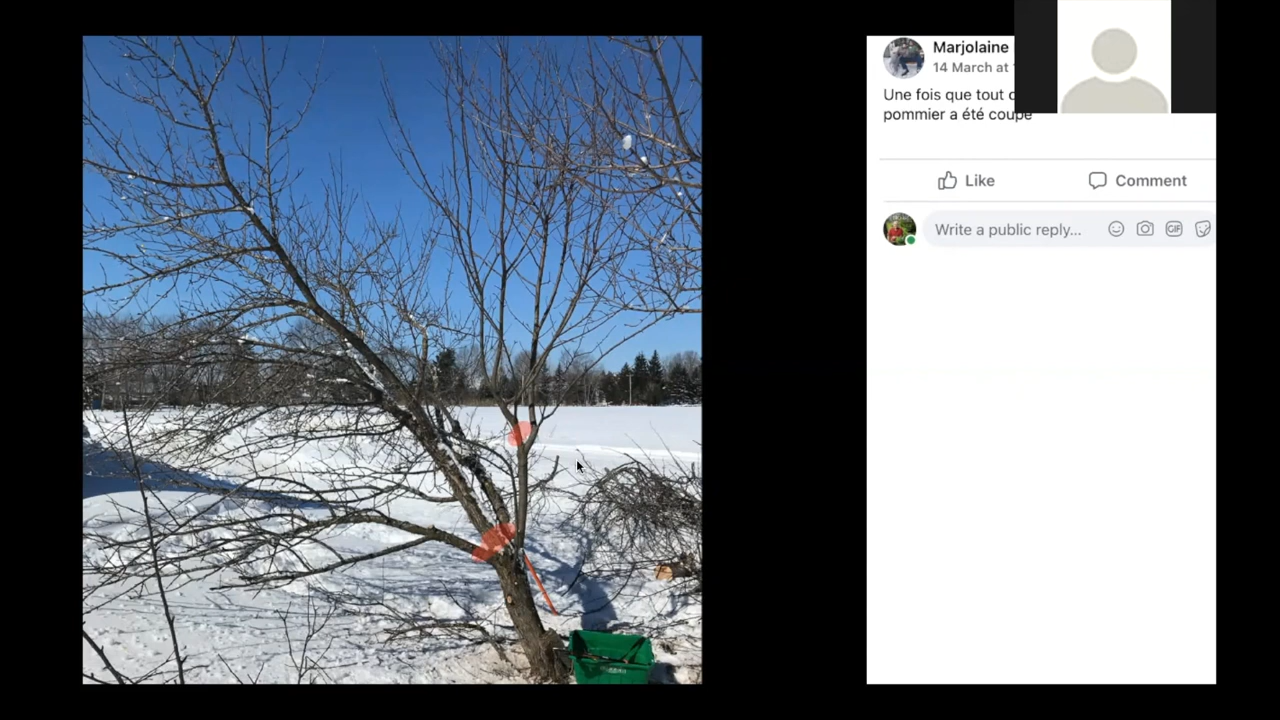 Marjolaine
14 March at
Une fois que tout
pommier a été coupé
Like
Comment
Write a public reply...
GIF